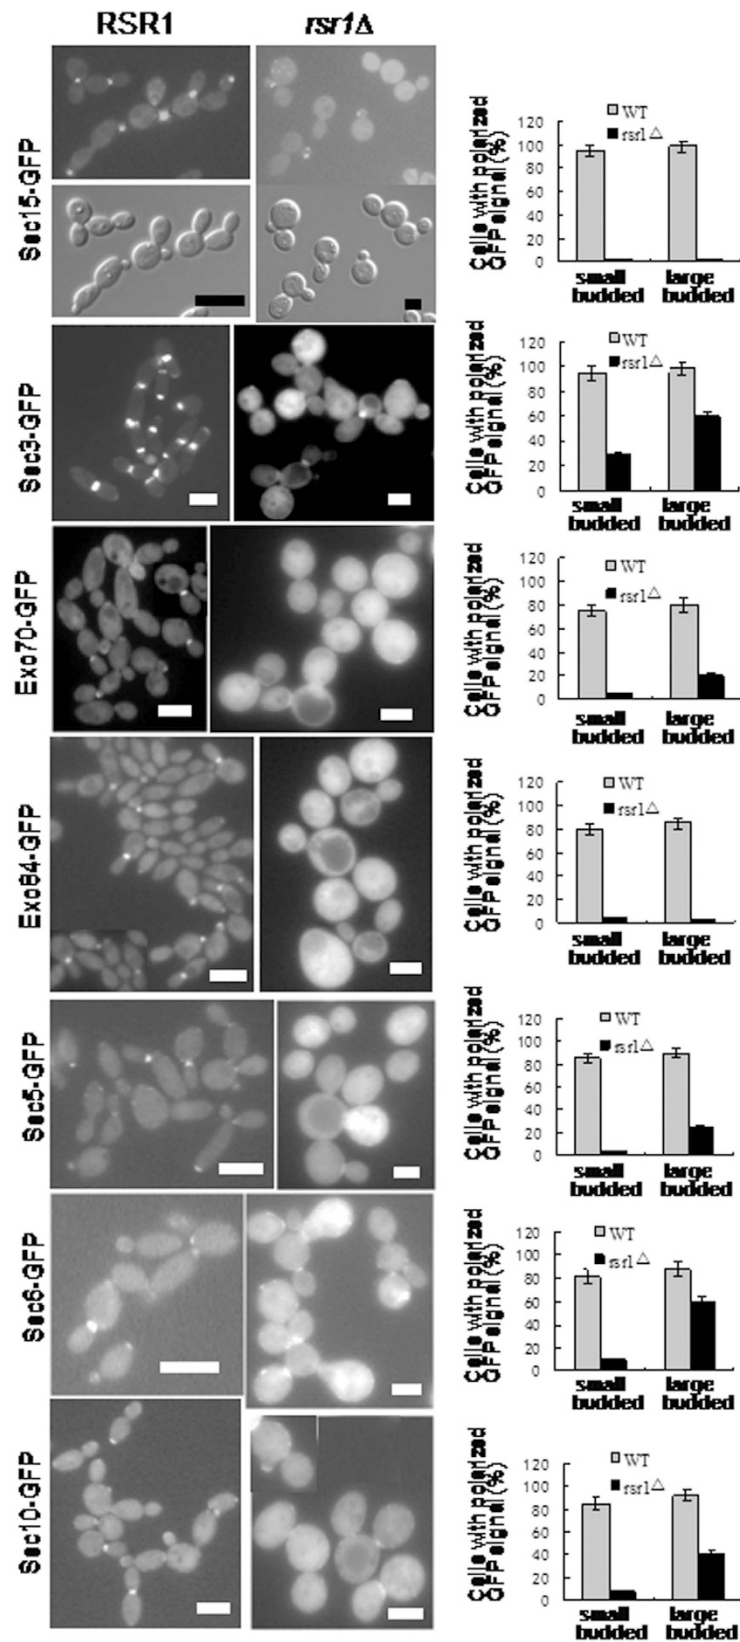 RSR1 rsr1Δ
Sec15-GFP
Cells with polarized
GFP signal (%)
120
100
80
60
40
20
0
WT
rsr1△
small
budded
large
budded
Sec3-GFP
Cells with polarized
GFP signal (%)
120
100
80
60
40
20
0
WT
rsr1△
small
budded
large
budded
Exo70-GFP
Cells with polarized
GFP signal (%)
120
100
80
60
40
20
0
WT
rsr1△
small
budded
large
budded
Exo84-GFP
Cells with polarized
GFP signal (%)
120
100
80
60
40
20
0
WT
rsr1△
small
budded
large
budded
Sec5-GFP
Cells with polarized
GFP signal (%)
120
100
80
60
40
20
0
WT
rsr1△
small
budded
large
budded
Sec6-GFP
Cells with polarized
GFP signal (%)
120
100
80
60
40
20
0
WT
rsr1△
small
budded
large
budded
Sec10-GFP
Cells with polarized
GFP signal (%)
120
100
80
60
40
20
0
WT
rsr1△
small
budded
large
budded